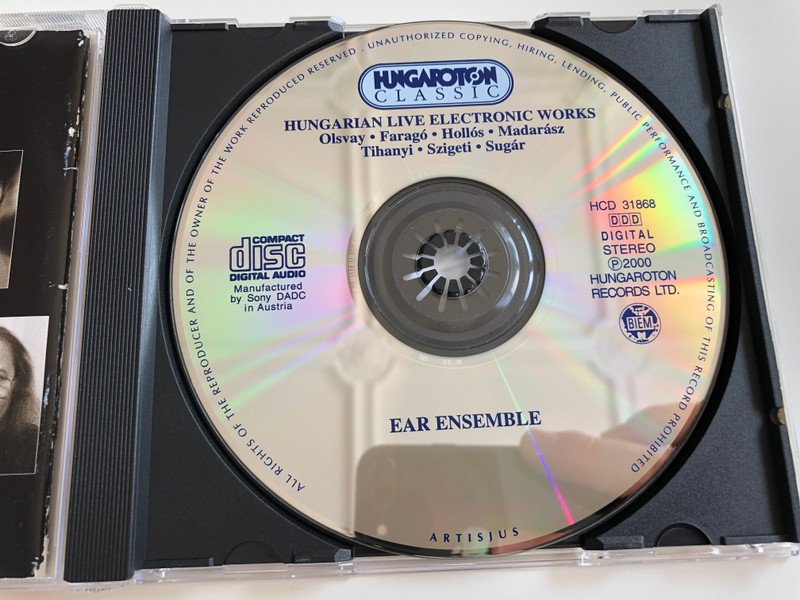 ALL RIGHTS OF THE REPRODUCER AND OF THE OWNER OF THE WORK REPRODUCED RESERVED . UNAUTHORIZED COPYING, HIRING, LENDING, PUBLIC PERFORMANCE AND BROADCASTING OF THIS RECORD PROHIBITED
HUNGAROTON
CLASSIC
HUNGARIAN LIVE ELECTRONIC WORKS
Olsvay • Faragó • Hollós • Madarász
Tihanyi • Szigeti • Sugár
COMPACT
disc
DIGITAL AUDIO
Manufactured
by Sony DADC
in Austria
HCD 31868
DDD
DIGITAL
STEREO
Ⓟ 2000
HUNGAROTON
RECORDS LTD.
BIEM
EAR ENSEMBLE
ARTISJUS